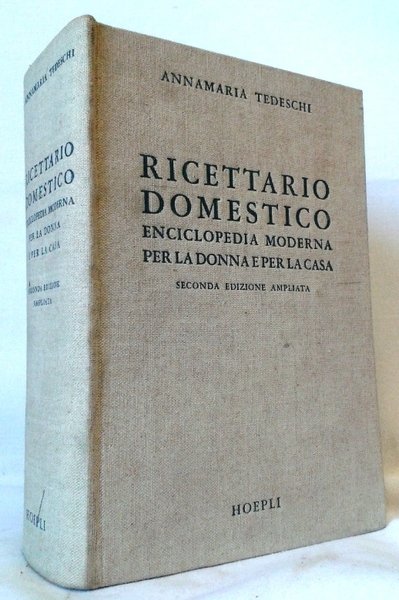 ANNAMARIA TEDESCHI
RICETTARIO
DOMESTICO
ENCICLOPEDIA MODERNA
PER LA DONNA E PER LA CASA
SECONDA EDIZIONE AMPLIATA
HOEPLI
ANNAMARIA TEDESCHI
RICETTARIO
DOMESTICO
ENCICLOPEDIA MODERNA
PER LA DONNA
E PER LA CASA
SECONDA EDIZIONE
AMPLIATA
HOEPLI